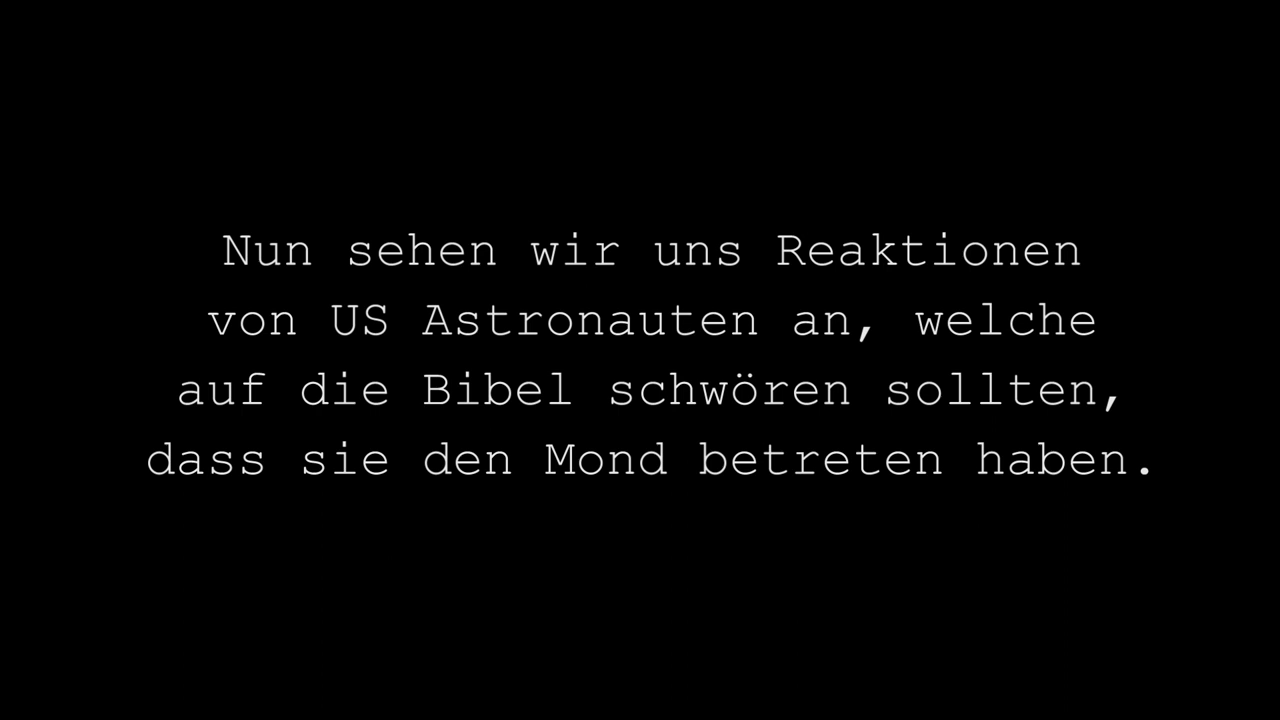 Nun sehen wir uns Reaktionen
von US Astronauten an, welche
auf die Bibel schwören sollten,
dass sie den Mond betreten haben.